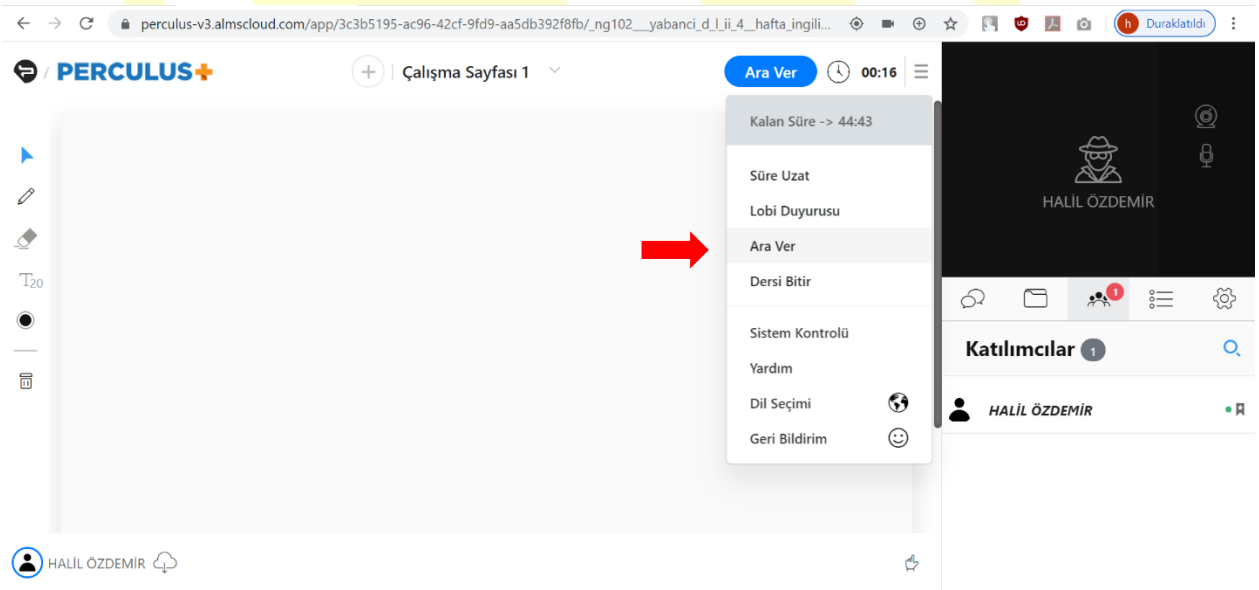 perculus-v3.almscloud.com/app/3c3b5195-ac96-42cf-9fd9-aa5db392f8fb/_ng102__yabanci_d_l_ii_4__hafta_ingili...
h Duraklatıldı
/ PERCULUS+
+ Çalışma Sayfası 1
Ara Ver
00:16
Kalan Süre -> 44:43
Süre Uzat
Lobi Duyurusu
Ara Ver
Dersi Bitir
Sistem Kontrolü
Yardım
Dil Seçimi
Geri Bildirim
T20
HALİL ÖZDEMİR
1
Katılımcılar 1
HALİL ÖZDEMİR
HALİL ÖZDEMİR